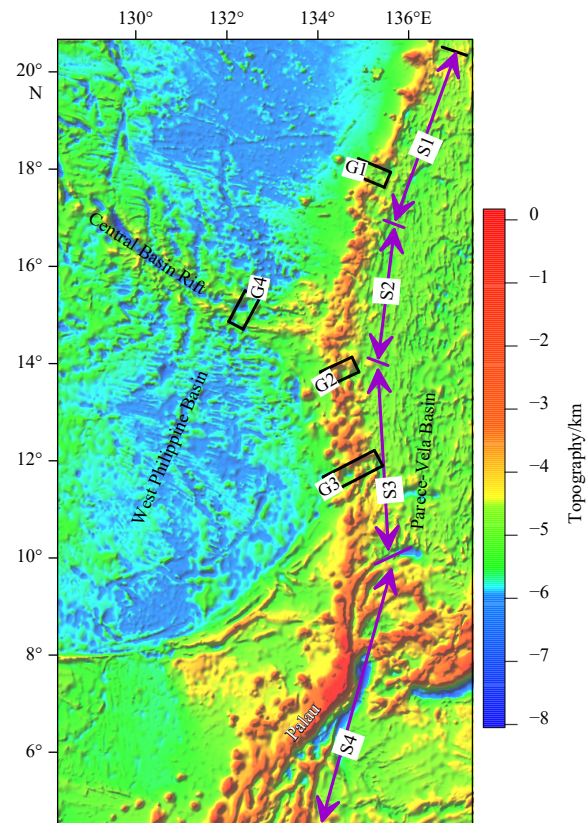 130° 132° 134° 136°E
20°
N
18°
16°
14°
12°
10°
8°
6°
S1
G1
Central Basin Rift
G4
S2
G2
West Philippine Basin
Parece-Vela Basin
G3
S3
Palau
S4
0
−1
−2
−3
−4
−5
−6
−7
−8
Topography/km